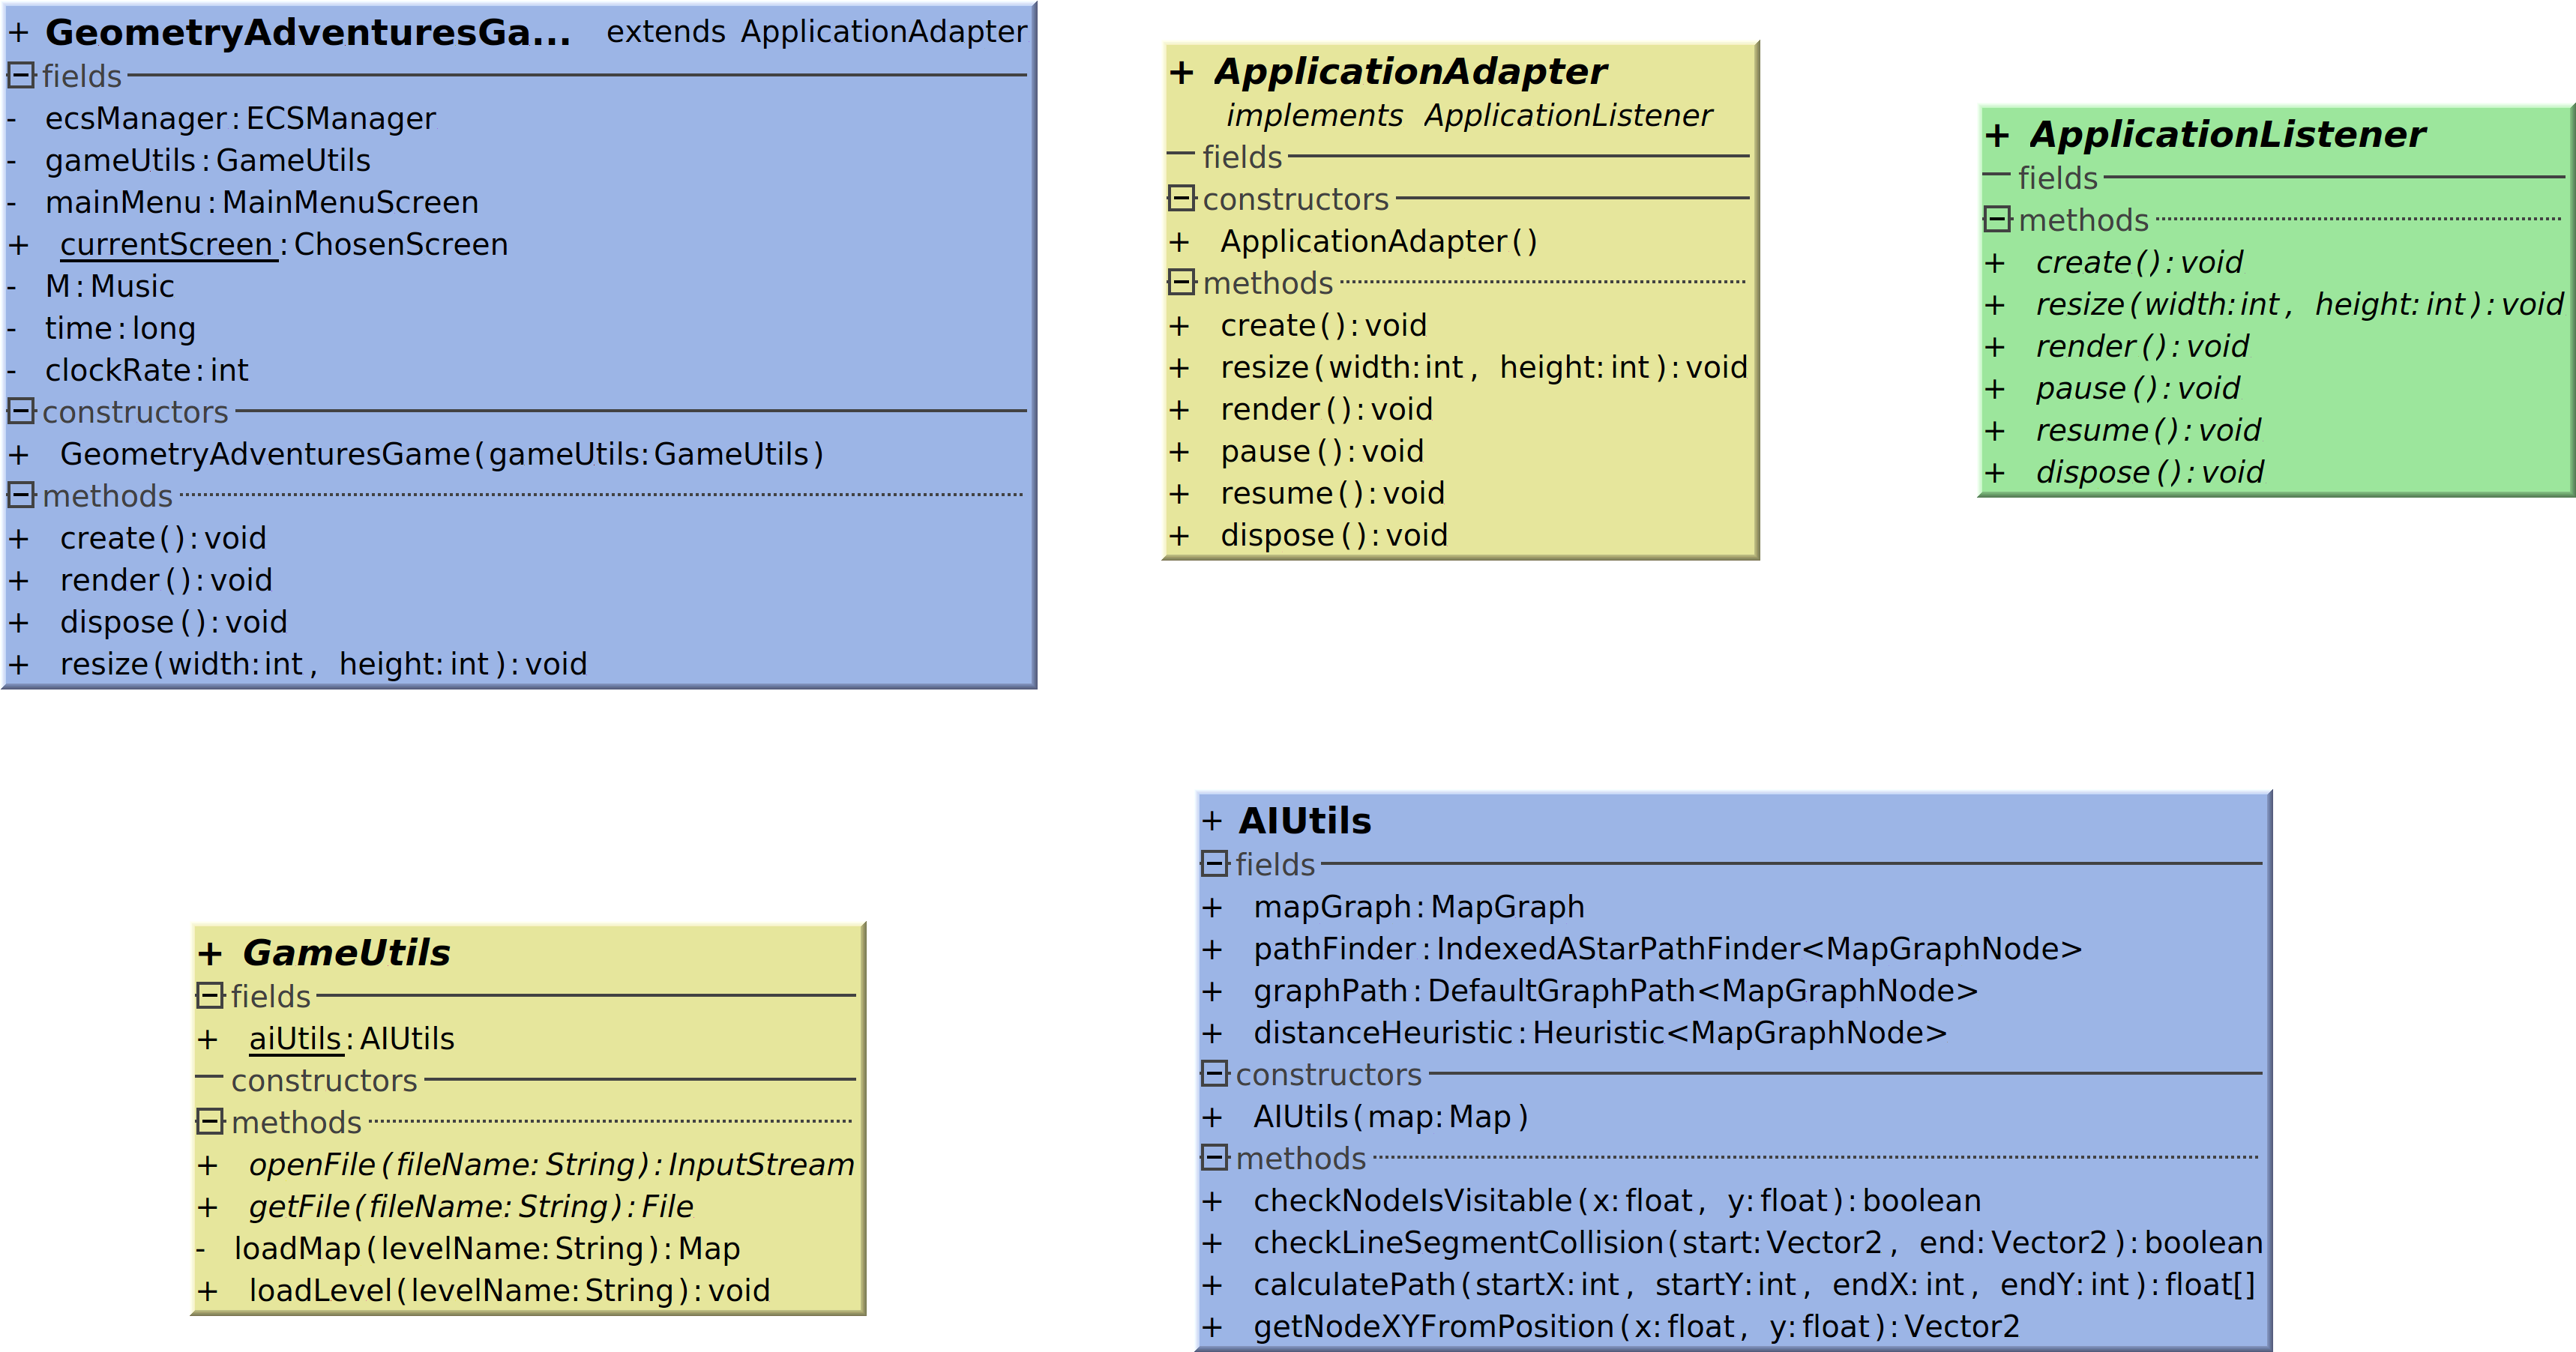 + GeometryAdventuresGa... extends ApplicationAdapter
fields
- ecsManager:ECSManager
- gameUtils:GameUtils
- mainMenu:MainMenuScreen
+ currentScreen:ChosenScreen
- M:Music
- time:long
- clockRate:int
constructors
+ GeometryAdventuresGame(gameUtils:GameUtils)
methods
+ create():void
+ render():void
+ dispose():void
+ resize(width:int, height:int):void
+ ApplicationAdapter
implements ApplicationListener
fields
constructors
+ ApplicationAdapter()
methods
+ create():void
+ resize(width:int, height:int):void
+ render():void
+ pause():void
+ resume():void
+ dispose():void
+ ApplicationListener
fields
methods
+ create():void
+ resize(width:int, height:int):void
+ render():void
+ pause():void
+ resume():void
+ dispose():void
+ GameUtils
fields
+ aiUtils:AIUtils
constructors
methods
+ openFile(fileName:String):InputStream
+ getFile(fileName:String):File
- loadMap(levelName:String):Map
+ loadLevel(levelName:String):void
+ AIUtils
fields
+ mapGraph:MapGraph
+ pathFinder:IndexedAStarPathFinder<MapGraphNode>
+ graphPath:DefaultGraphPath<MapGraphNode>
+ distanceHeuristic:Heuristic<MapGraphNode>
constructors
+ AIUtils(map:Map)
methods
+ checkNodeIsVisitable(x:float, y:float):boolean
+ checkLineSegmentCollision(start:Vector2, end:Vector2):boolean
+ calculatePath(startX:int, startY:int, endX:int, endY:int):float[]
+ getNodeXYFromPosition(x:float, y:float):Vector2